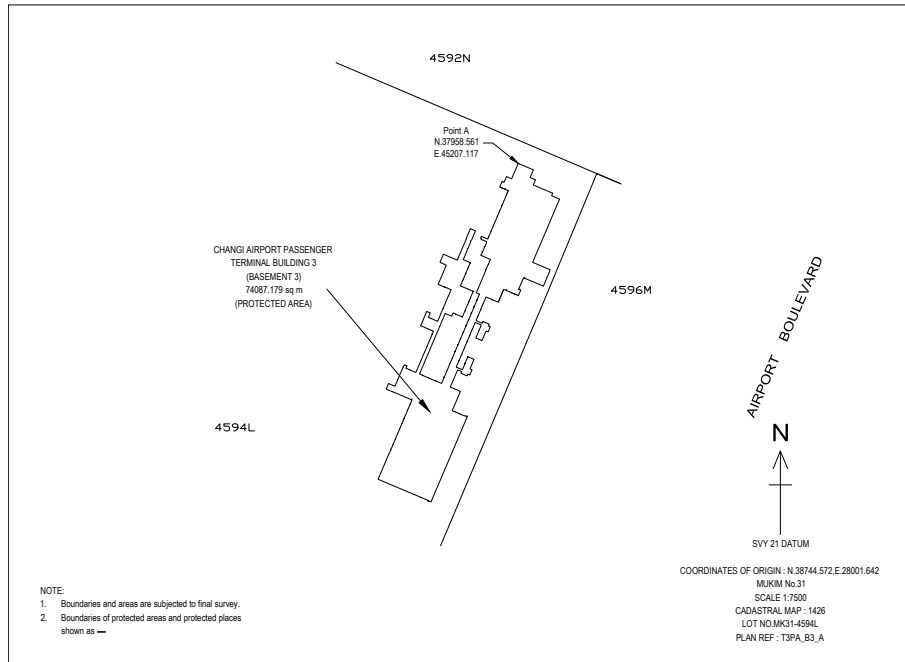 4592N
Point A
N.37958.561
E.45207.117
CHANGI AIRPORT PASSENGER
TERMINAL BUILDING 3
(BASEMENT 3)
74087.179 sq m
(PROTECTED AREA)
4596M
AIRPORT BOULEVARD
4594L
N
SVY 21 DATUM
COORDINATES OF ORIGIN : N.38744.572,E.28001.642
MUKIM No.31
SCALE 1:7500
CADASTRAL MAP : 1426
LOT NO.MK31-4594L
PLAN REF : T3PA_B3_A
NOTE:
1. Boundaries and areas are subjected to final survey.
2. Boundaries of protected areas and protected places
shown as —